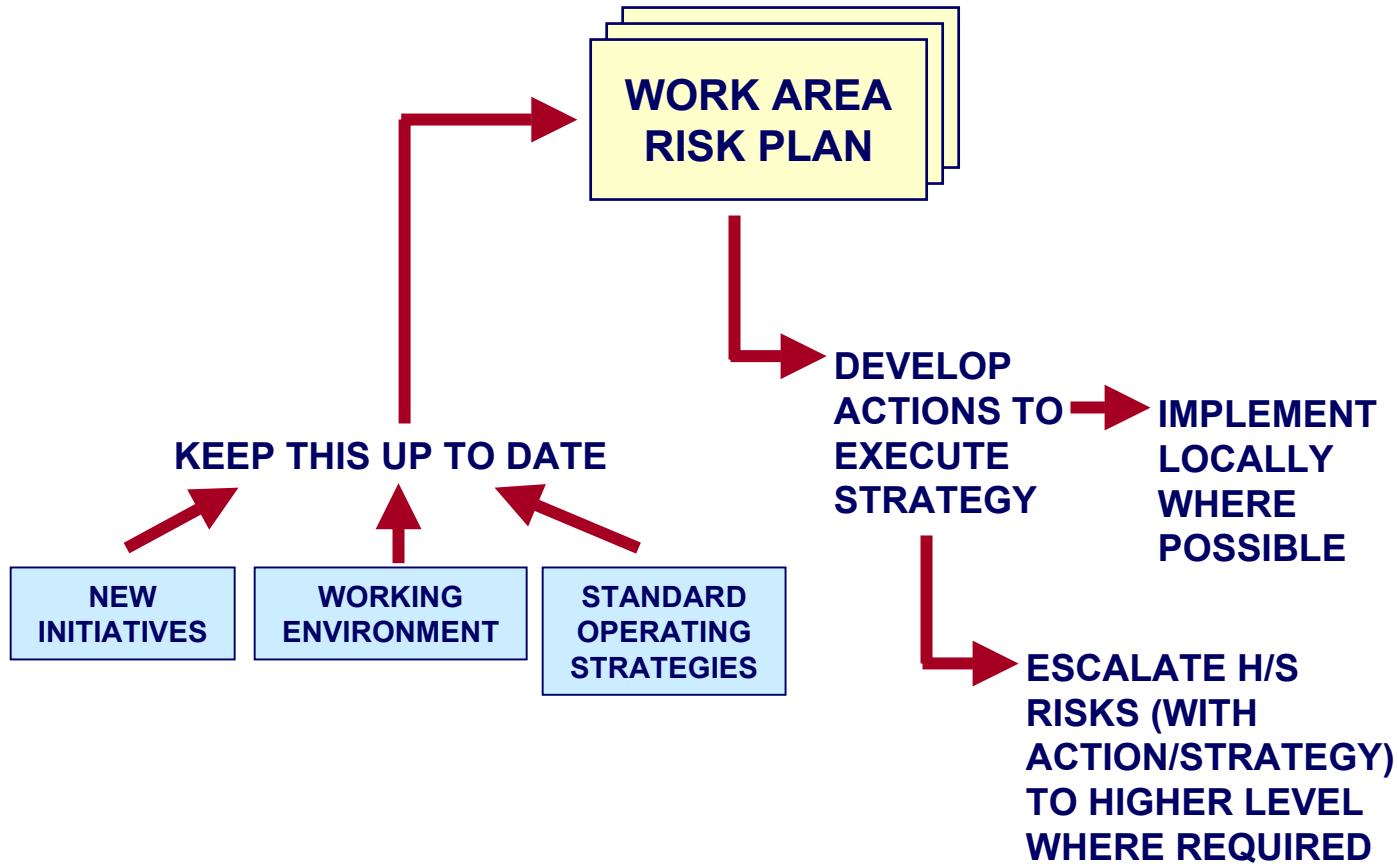 WORK AREA
RISK PLAN
DEVELOP
ACTIONS TO
EXECUTE
STRATEGY
IMPLEMENT
LOCALLY
WHERE
POSSIBLE
KEEP THIS UP TO DATE
NEW
INITIATIVES
WORKING
ENVIRONMENT
STANDARD
OPERATING
STRATEGIES
ESCALATE H/S
RISKS (WITH
ACTION/STRATEGY)
TO HIGHER LEVEL
WHERE REQUIRED